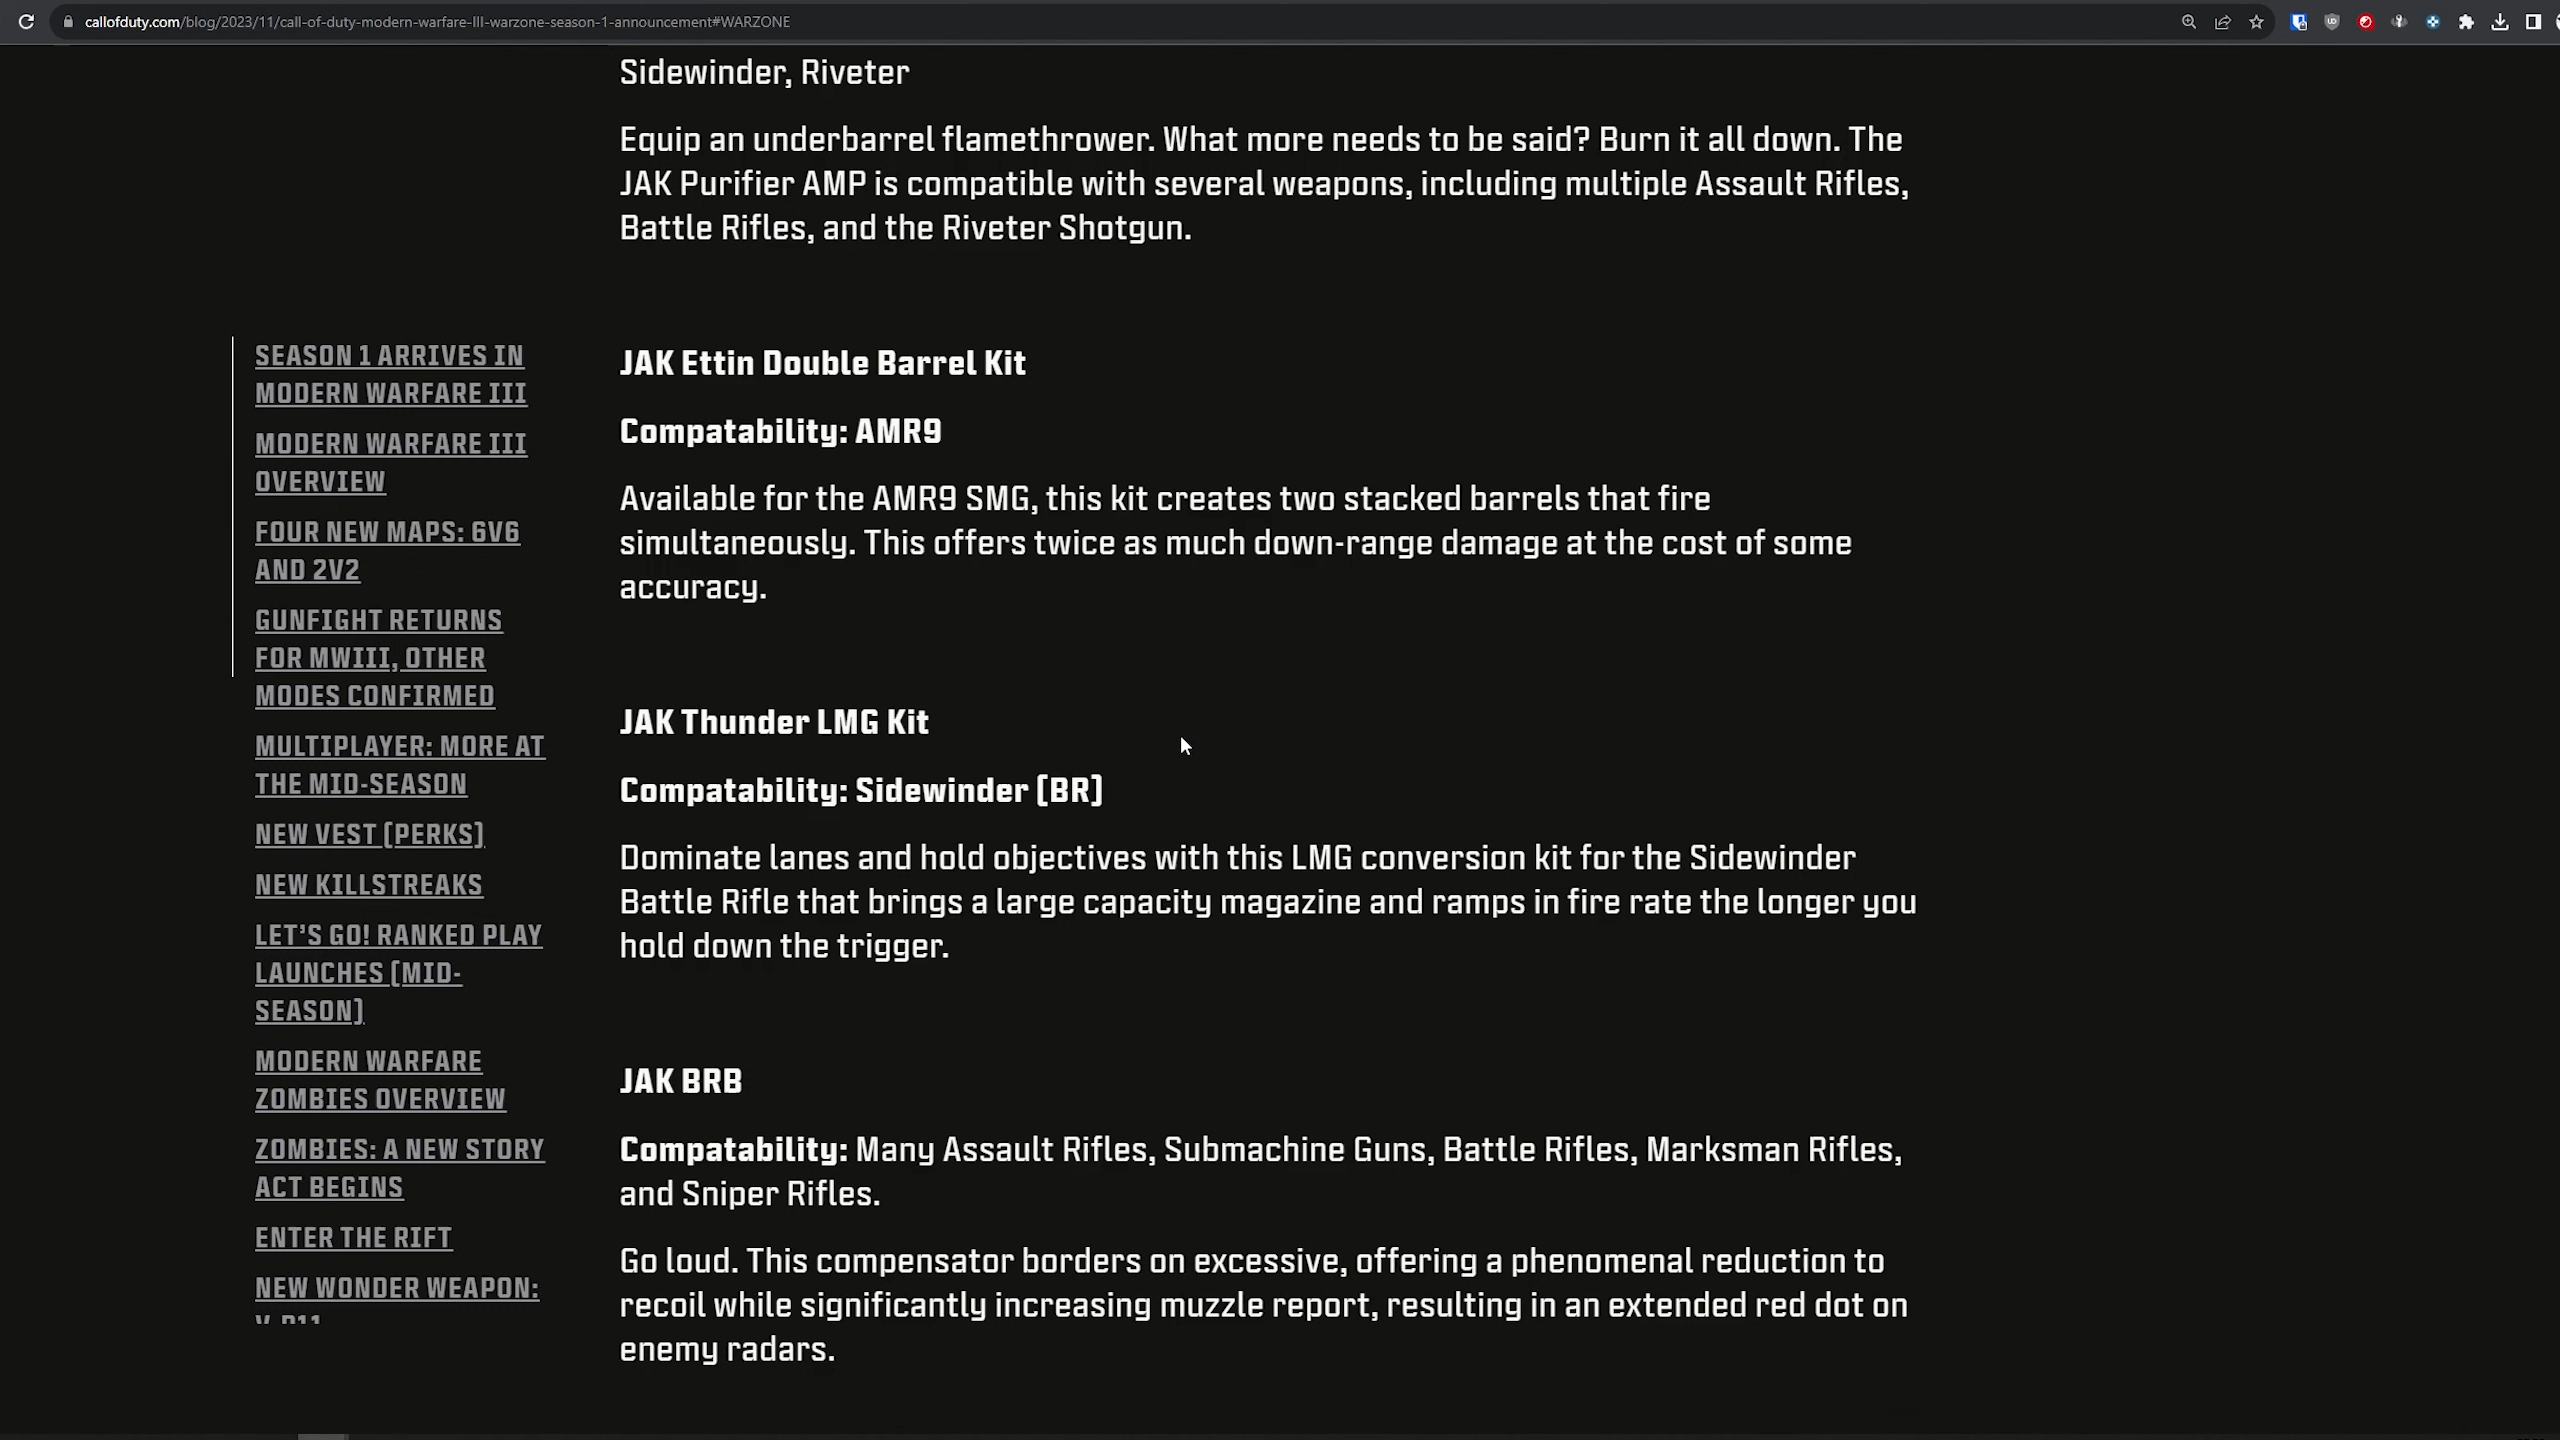 callofduty.com/blog/2023/11/call-of-duty-modern-warfare-III-warzone-season-1-announcement#WARZONE
Sidewinder, Riveter
Equip an underbarrel flamethrower. What more needs to be said? Burn it all down. The
JAK Purifier AMP is compatible with several weapons, including multiple Assault Rifles,
Battle Rifles, and the Riveter Shotgun.
SEASON 1 ARRIVES IN
MODERN WARFARE III
MODERN WARFARE III
OVERVIEW
FOUR NEW MAPS: 6V6
AND 2V2
GUNFIGHT RETURNS
FOR MWIII, OTHER
MODES CONFIRMED
MULTIPLAYER: MORE AT
THE MID-SEASON
NEW VEST [PERKS]
NEW KILLSTREAKS
LET'S GO! RANKED PLAY
LAUNCHES [MID-
SEASON]
MODERN WARFARE
ZOMBIES OVERVIEW
ZOMBIES: A NEW STORY
ACT BEGINS
ENTER THE RIFT
NEW WONDER WEAPON:
JAK Ettin Double Barrel Kit
Compatability: AMR9
Available for the AMR9 SMG, this kit creates two stacked barrels that fire
simultaneously. This offers twice as much down-range damage at the cost of some
accuracy.
JAK Thunder LMG Kit
Compatability: Sidewinder [BR]
Dominate lanes and hold objectives with this LMG conversion kit for the Sidewinder
Battle Rifle that brings a large capacity magazine and ramps in fire rate the longer you
hold down the trigger.
JAK BRB
Compatability: Many Assault Rifles, Submachine Guns, Battle Rifles, Marksman Rifles,
and Sniper Rifles.
Go loud. This compensator borders on excessive, offering a phenomenal reduction to
recoil while significantly increasing muzzle report, resulting in an extended red dot on
enemy radars.